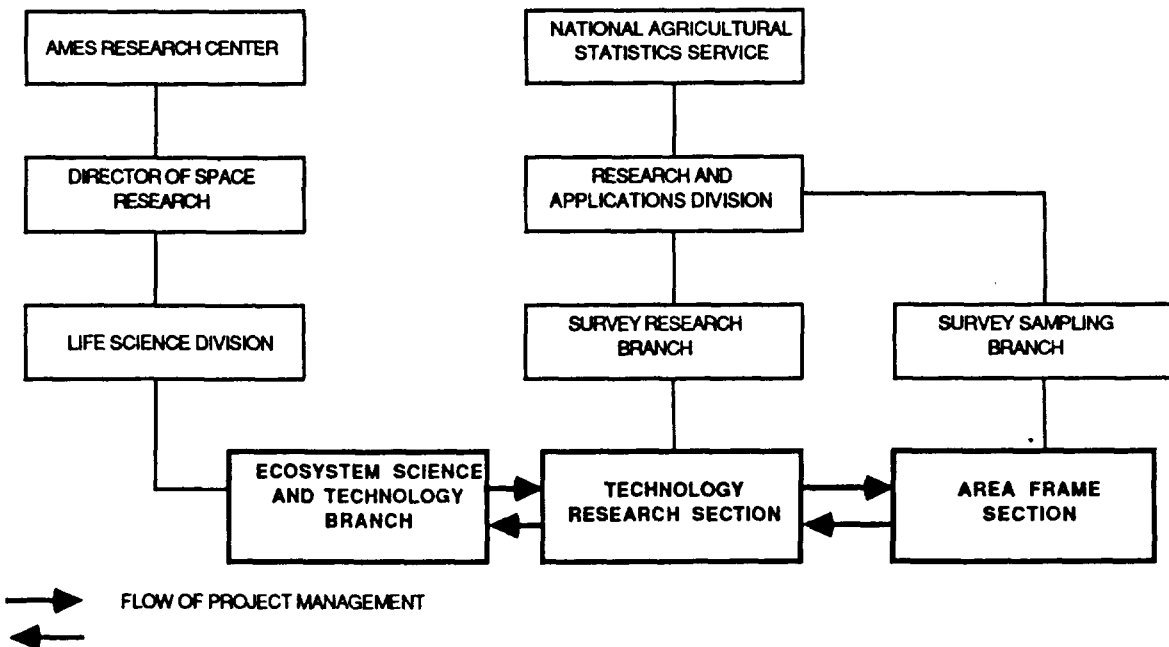 AMES RESEARCH CENTER
NATIONAL AGRICULTURAL
STATISTICS SERVICE
DIRECTOR OF SPACE
RESEARCH
RESEARCH AND
APPLICATIONS DIVISION
LIFE SCIENCE DIVISION
SURVEY RESEARCH
BRANCH
SURVEY SAMPLING
BRANCH
ECOSYSTEM SCIENCE
AND TECHNOLOGY
BRANCH
TECHNOLOGY
RESEARCH SECTION
AREA FRAME
SECTION
FLOW OF PROJECT MANAGEMENT